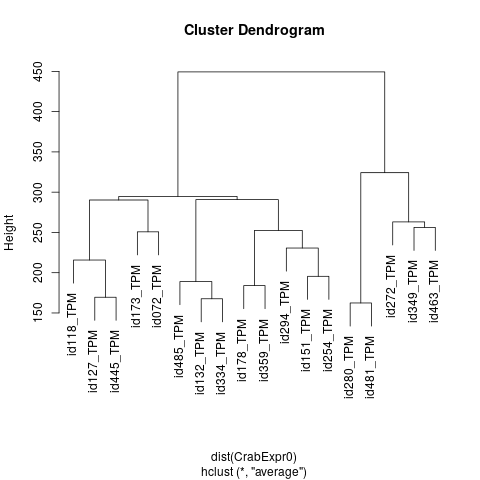 Cluster Dendrogram
Height
450
400
350
300
250
200
150
id118_TPM
id127_TPM
id445_TPM
id173_TPM
id072_TPM
id485_TPM
id132_TPM
id334_TPM
id178_TPM
id359_TPM
id294_TPM
id151_TPM
id254_TPM
id280_TPM
id481_TPM
id272_TPM
id349_TPM
id463_TPM
dist(CrabExpr0)
hclust (*, "average")